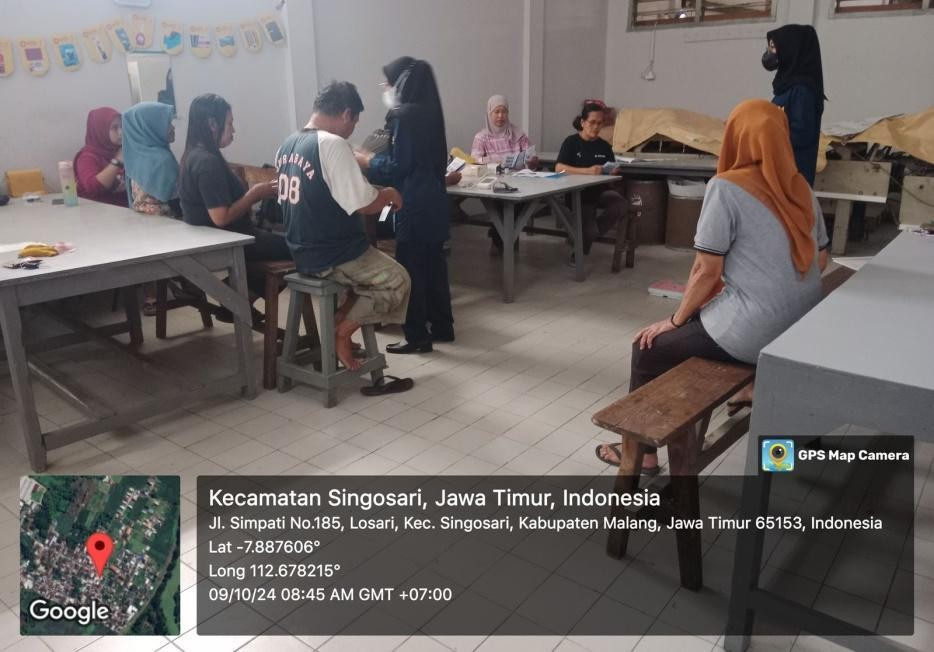 RABAYA
08
GPS Map Camera
Kecamatan Singosari, Jawa Timur, Indonesia
Jl. Simpati No.185, Losari, Kec. Singosari, Kabupaten Malang, Jawa Timur 65153, Indonesia
Lat -7.887606°
Long 112.678215°
09/10/24 08:45 AM GMT +07:00
Google